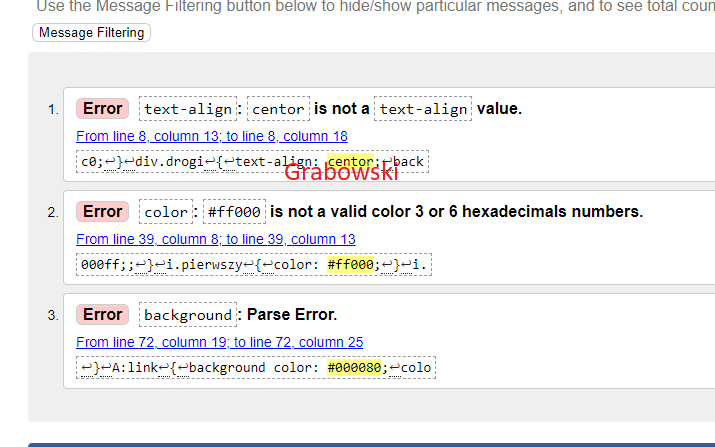 Use the Message Filtering button below to hide/show particular messages, and to see total coun
Message Filtering
1. Error text-align: centor is not a text-align value.
From line 8, column 13; to line 8, column 18
c0;↩}↩div.drogi↩{↩text-align: centor;↩back
Grabowski
2. Error color: #ff000 is not a valid color 3 or 6 hexadecimals numbers.
From line 39, column 8; to line 39, column 13
000ff;;↩}↩i.pierwszy↩{↩color: #ff000;↩}↩i.
3. Error background: Parse Error.
From line 72, column 19; to line 72, column 25
↩}↩A:link↩{↩background color: #000080;↩colo